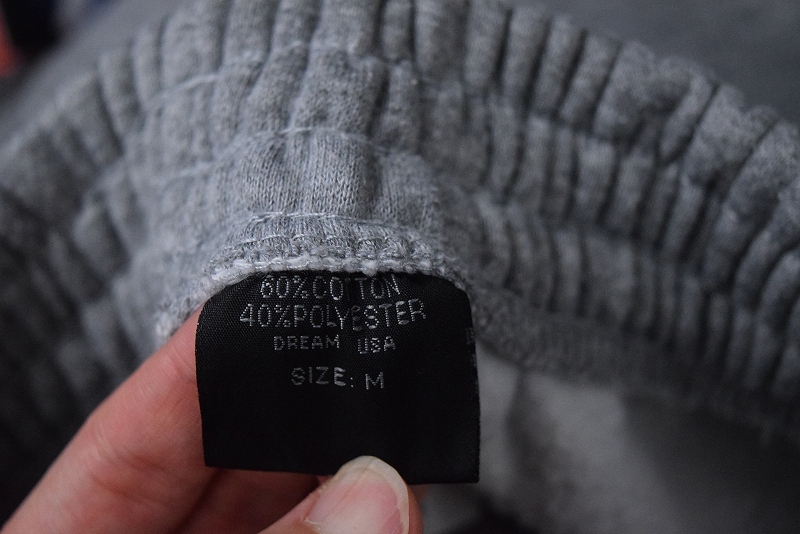 60%COTTON
40%POLYESTER
DREAM USA
SIZE: M